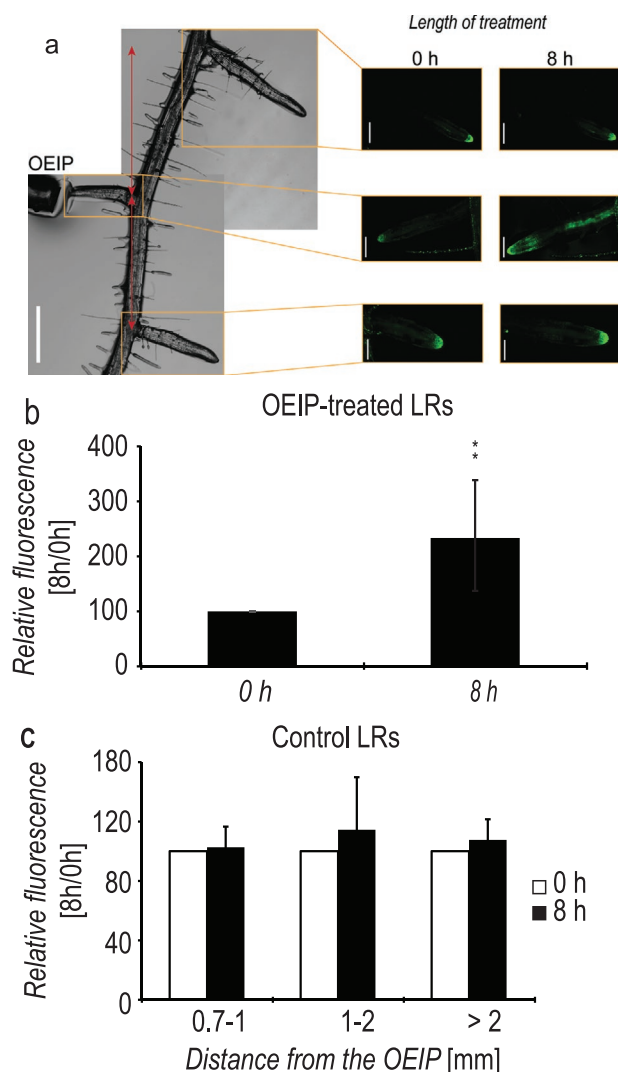 a
Length of treatment
0 h
8 h
OEIP
b
OEIP-treated LRs
Relative fluorescence
[8h/0h]
400
300
200
100
0
**
0 h
8 h
c
Control LRs
Relative fluorescence
[8h/0h]
180
120
80
40
0
0 h
8 h
0.7-1
1-2
> 2
Distance from the OEIP [mm]